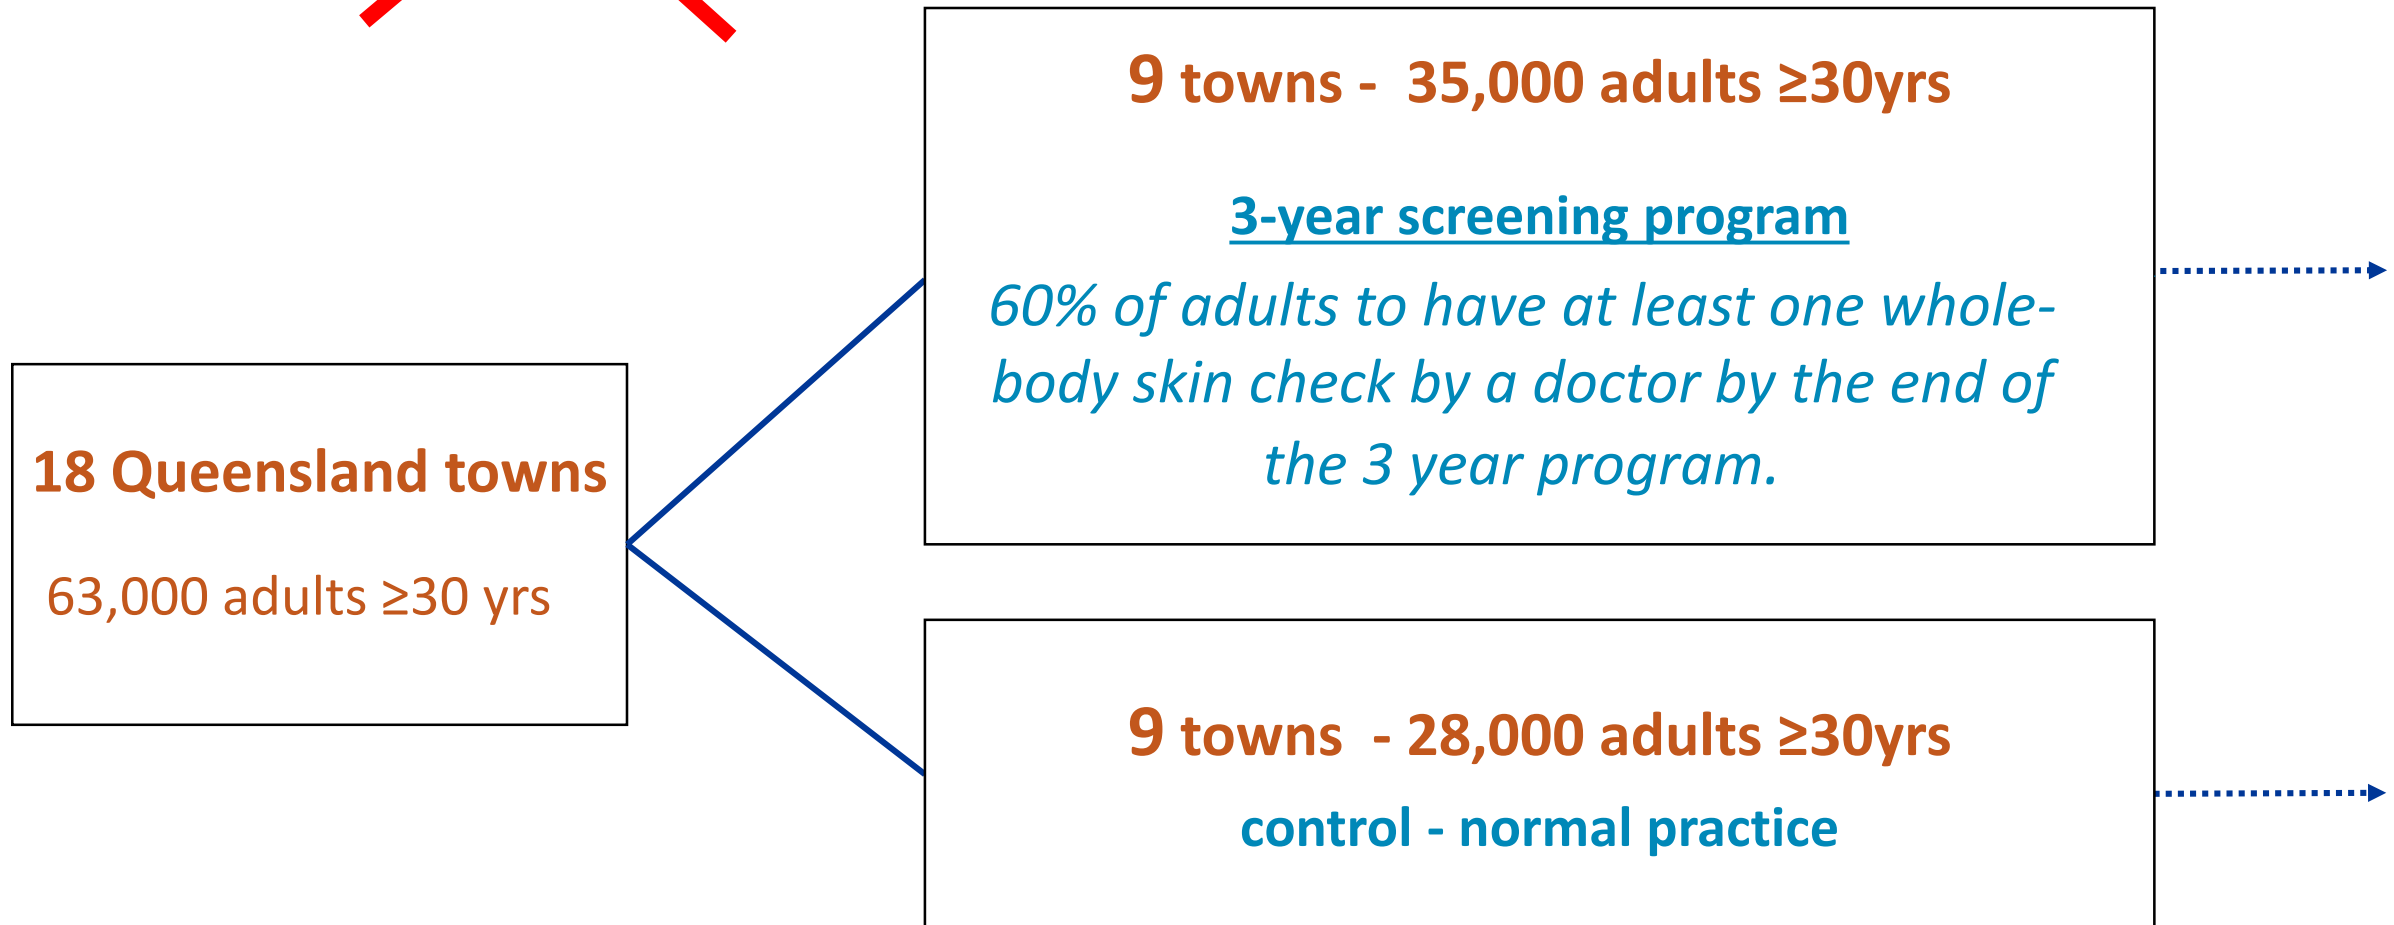 9 towns - 35,000 adults ≥30yrs
3-year screening program
60% of adults to have at least one whole-
body skin check by a doctor by the end of
the 3 year program.
18 Queensland towns
63,000 adults ≥30 yrs
9 towns - 28,000 adults ≥30yrs
control - normal practice